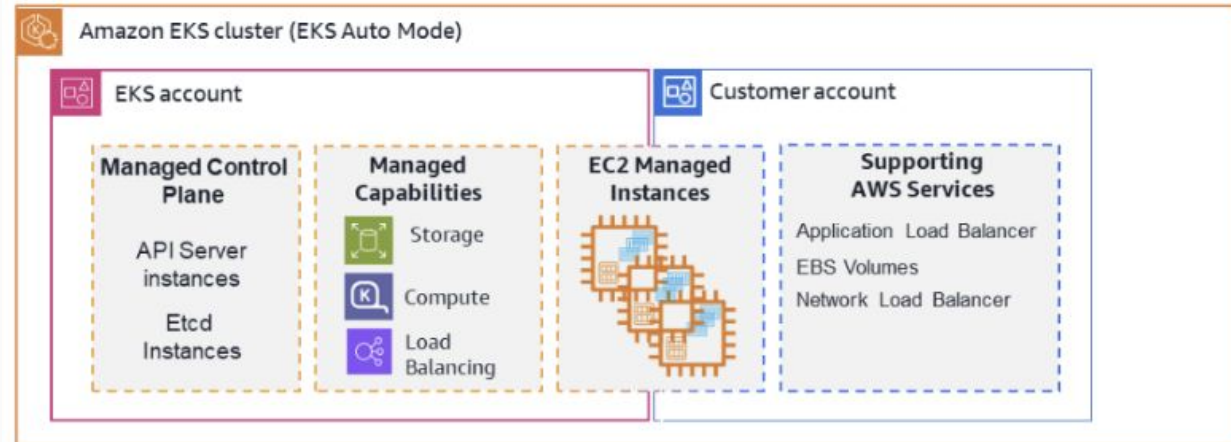 Amazon EKS cluster (EKS Auto Mode)
EKS account
Customer account
Managed Control
Plane
API Server
instances
Etcd
Instances
Managed
Capabilities
Storage
Compute
Load
Balancing
EC2 Managed
Instances
Supporting
AWS Services
Application Load Balancer
EBS Volumes
Network Load Balancer